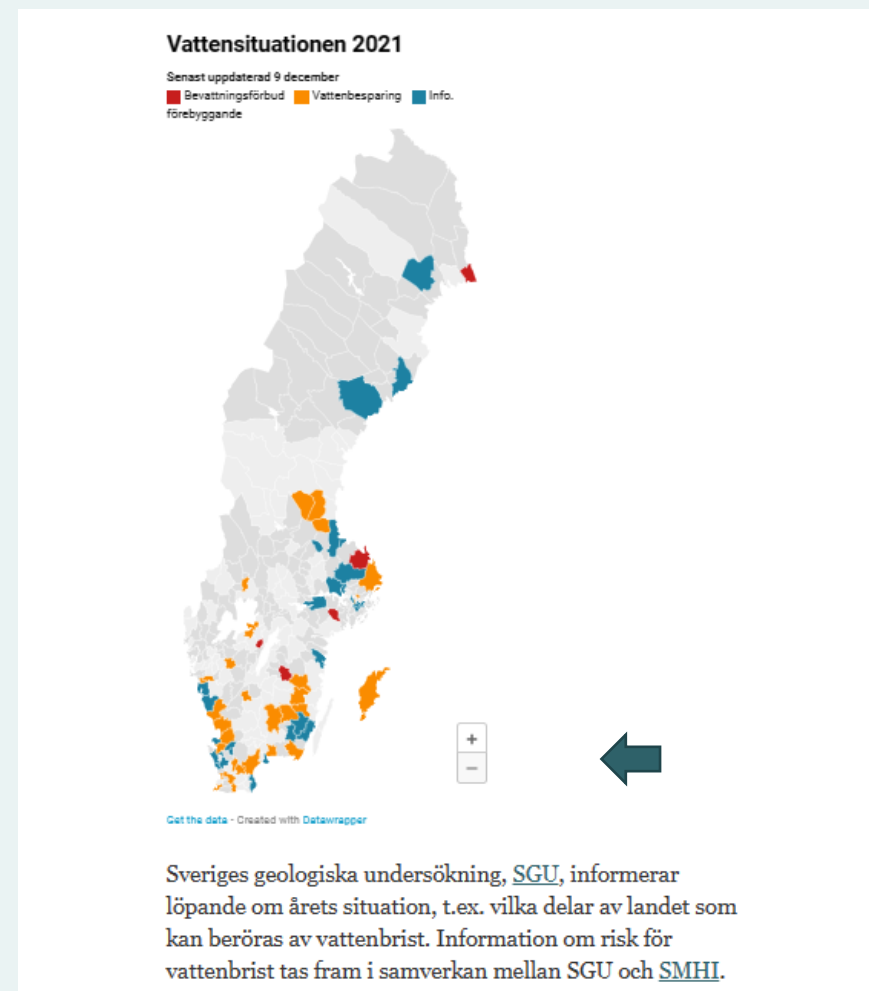 Vattensituationen 2021
Senast uppdaterad 9 december
Bevattningsförbud Vattenbesparing Info.
förebyggande
+
−
Get the data - Created with Datawrapper
Sveriges geologiska undersökning, SGU, informerar
löpande om årets situation, t.ex. vilka delar av landet som
kan beröras av vattenbrist. Information om risk för
vattenbrist tas fram i samverkan mellan SGU och SMHI.